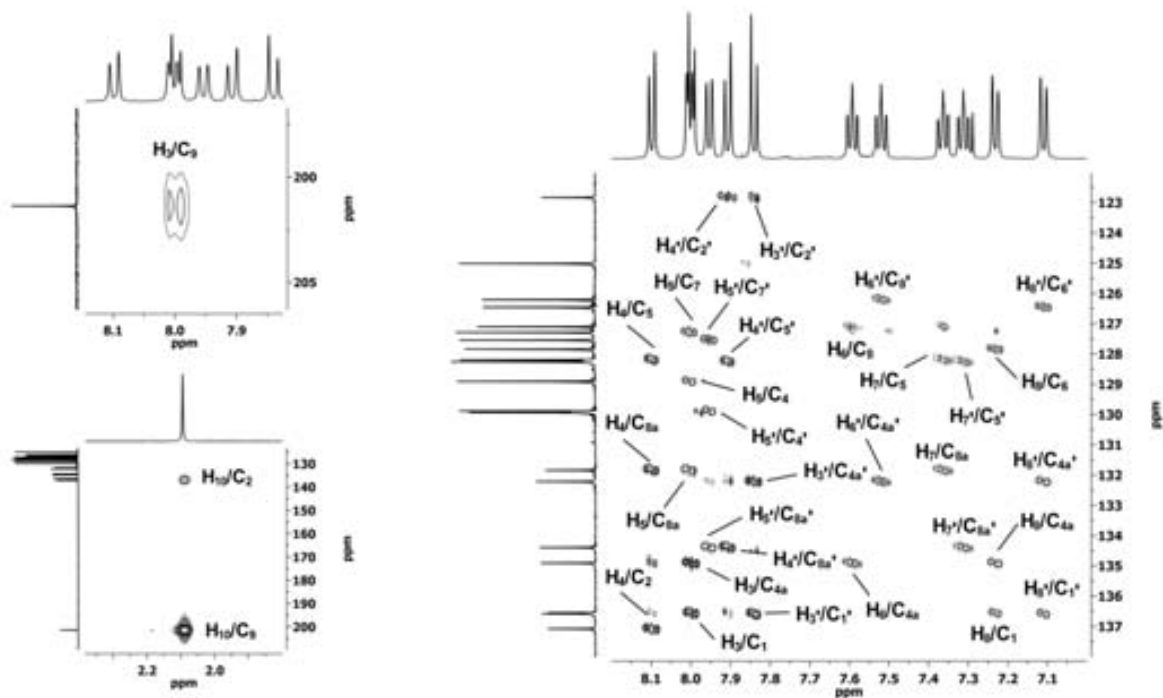 H₃/C₉
200
205
ppm
8.1 8.0 7.9
ppm
H₁₀/C₂
H₁₀/C₉
130
140
150
160
170
180
190
200
ppm
2.2 2.0
ppm
H₄'/C₂'
H₃'/C₂'
H₅/C₇
H₅'/C₇'
H₆'/C₈'
H₈'/C₆'
H₄/C₅
H₄'/C₅'
H₆/C₈
H₇/C₅
H₈/C₆
H₅/C₄
H₇'/C₅'
H₅'/C₄'
H₆'/C₄ₐ'
H₄/C₈ₐ
H₇/C₈ₐ
H₃'/C₄ₐ'
H₈'/C₄ₐ'
H₅/C₈ₐ
H₅'/C₈ₐ'
H₇'/C₈ₐ'
H₈/C₄ₐ
H₄'/C₈ₐ'
H₄/C₂
H₃/C₄ₐ
H₆/C₄ₐ
H₈'/C₁'
H₃'/C₁'
H₃/C₁
H₈/C₁
123
124
125
126
127
128
129
130
131
132
133
134
135
136
137
ppm
8.1 8.0 7.9 7.8 7.7 7.6 7.5 7.4 7.3 7.2 7.1
ppm